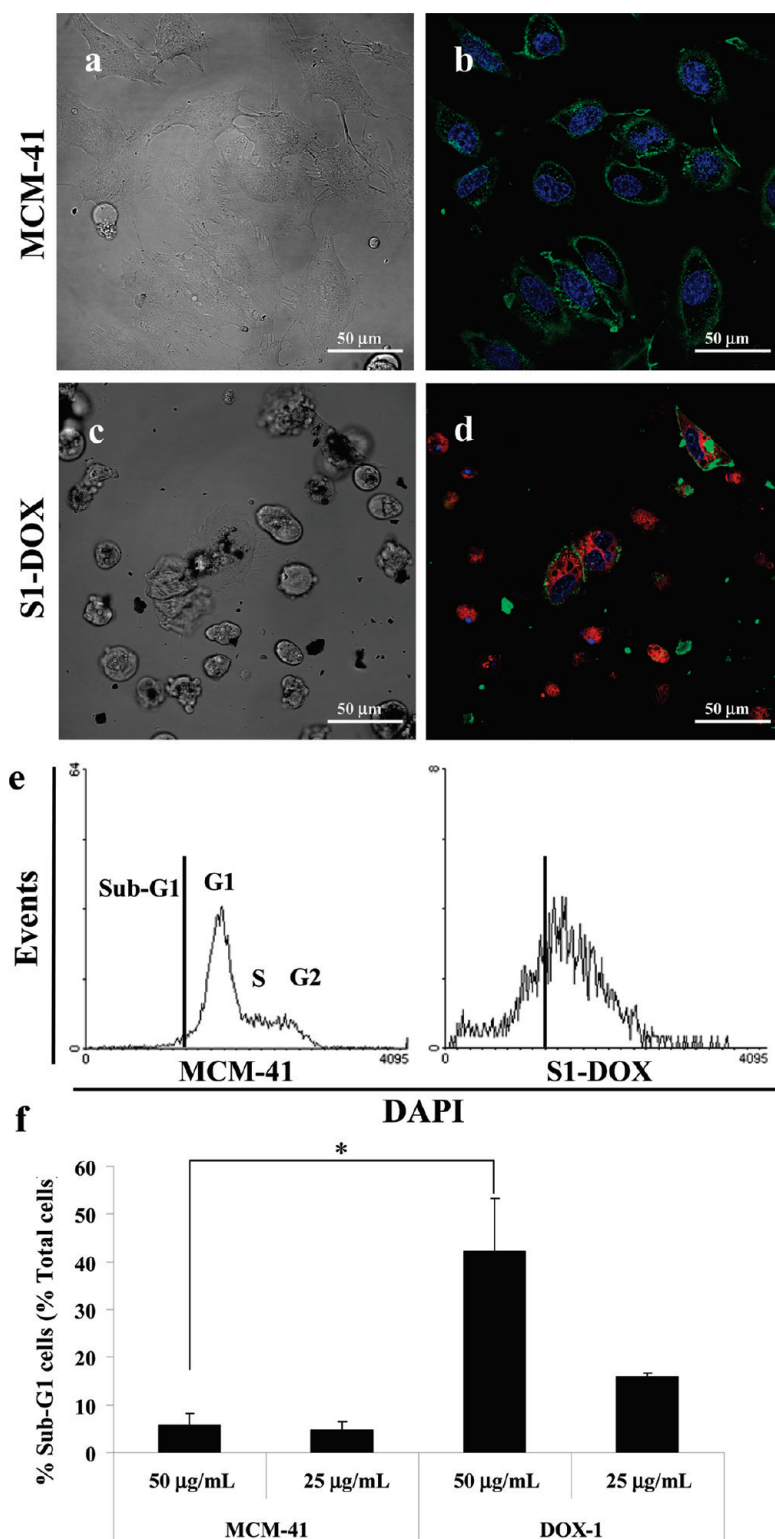 MCM-41
a
50 µm
b
50 µm
S1-DOX
c
50 µm
d
50 µm
e
Events
64
Sub-G1
G1
S
G2
0
0
4095
MCM-41
8
0
0
4095
S1-DOX
DAPI
f
% Sub-G1 cells (% Total cells)
60
50
40
30
20
10
0
*
50 µg/mL
25 µg/mL
50 µg/mL
25 µg/mL
MCM-41
DOX-1